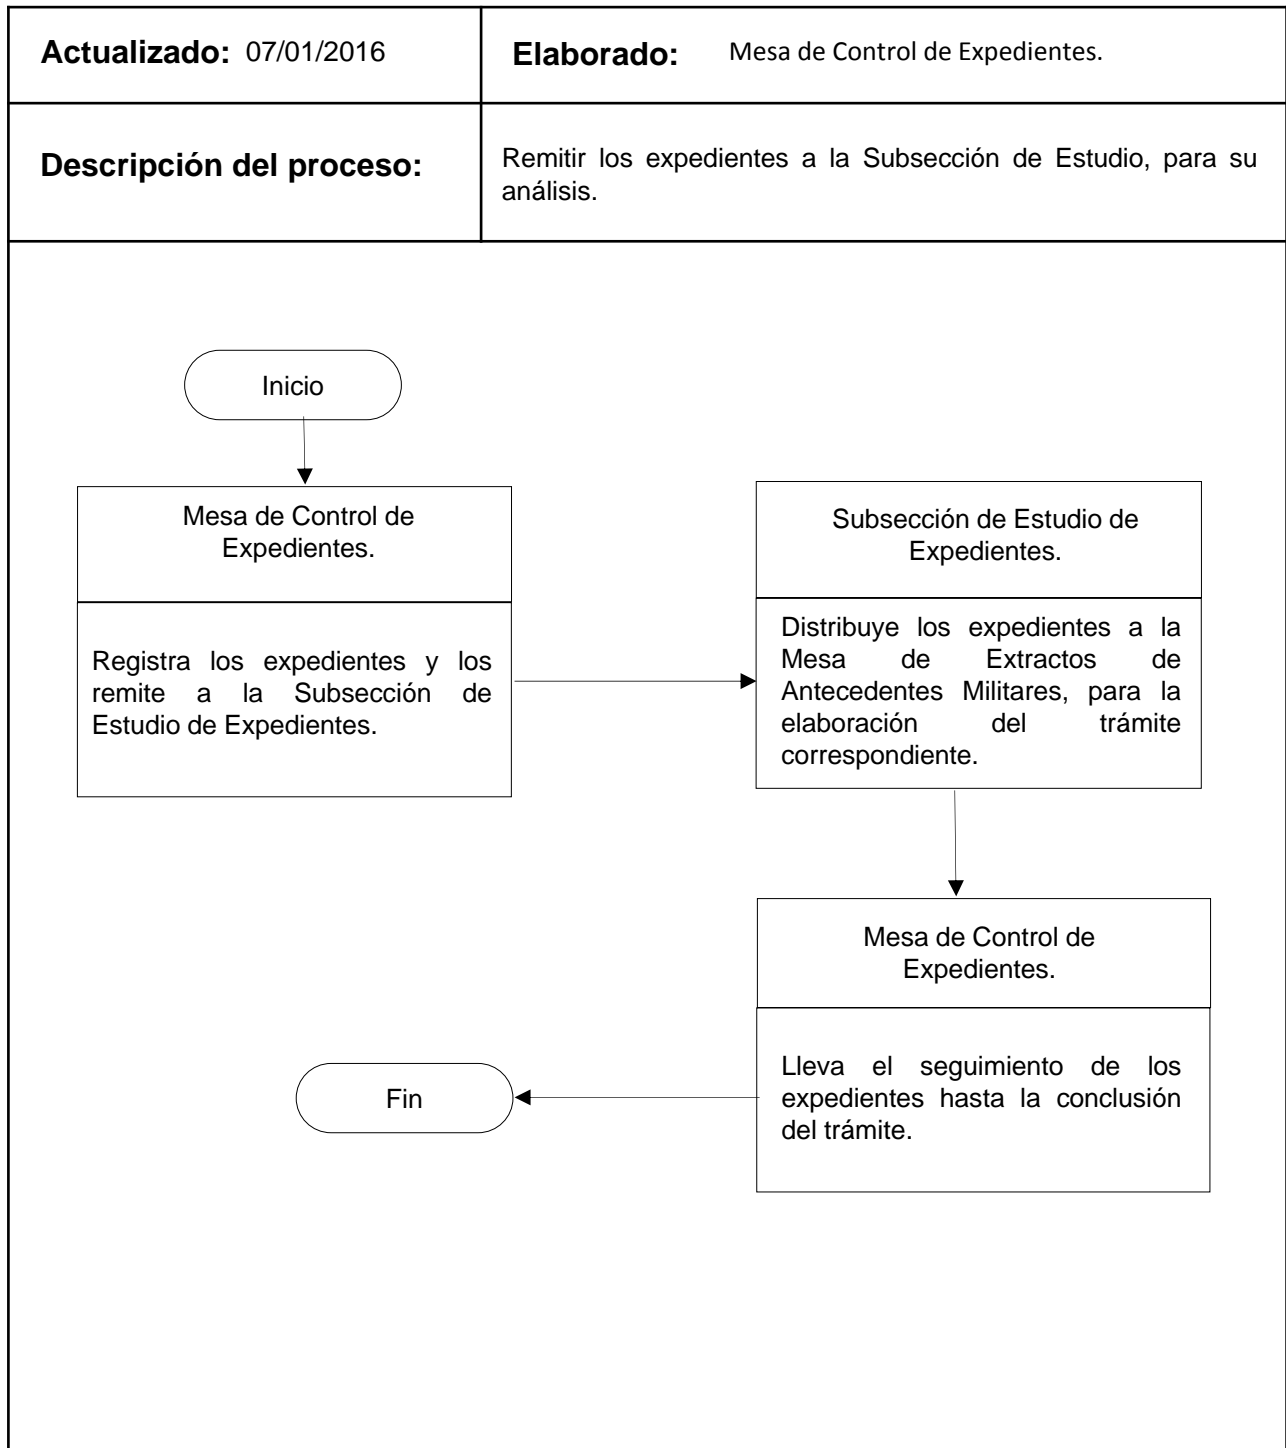 Actualizado: 07/01/2016
Elaborado: Mesa de Control de Expedientes.
Descripción del proceso:
Remitir los expedientes a la Subsección de Estudio, para su
análisis.
Inicio
Mesa de Control de
Expedientes.
Registra los expedientes y los
remite a la Subsección de
Estudio de Expedientes.
Subsección de Estudio de
Expedientes.
Distribuye los expedientes a la
Mesa de Extractos de
Antecedentes Militares, para la
elaboración del trámite
correspondiente.
Mesa de Control de
Expedientes.
Lleva el seguimiento de los
expedientes hasta la conclusión
del trámite.
Fin